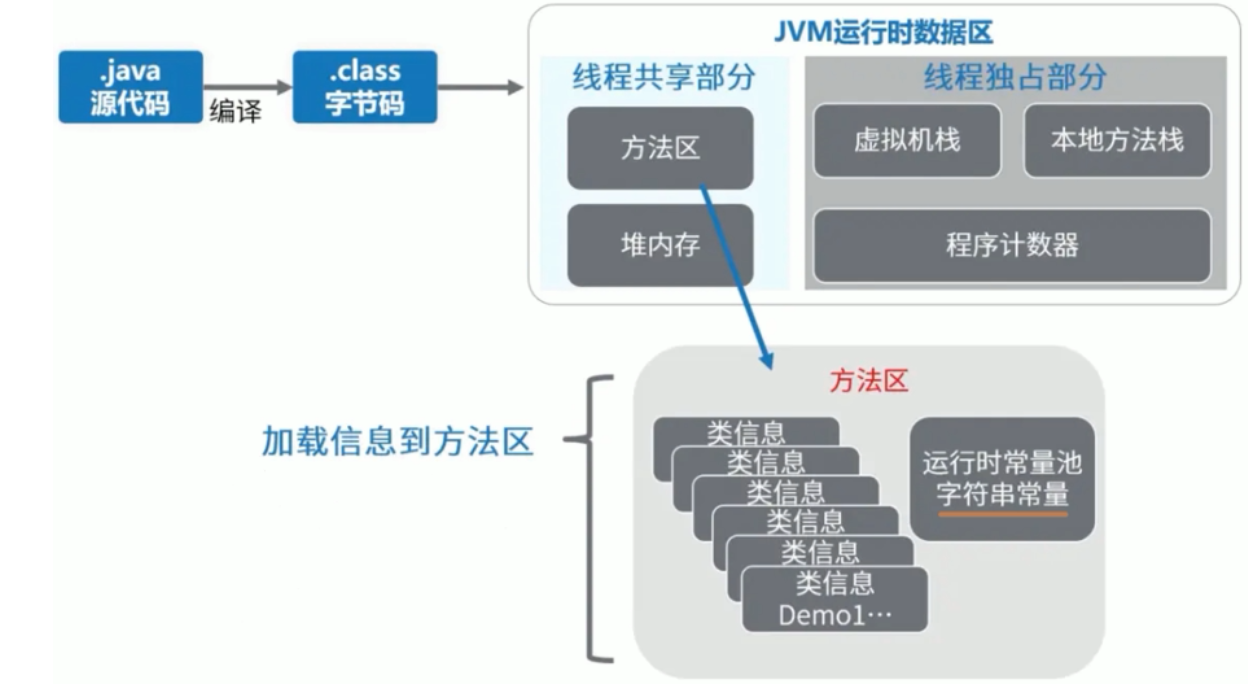 JVM运行时数据区
.java
源代码
编译
.class
字节码
线程共享部分
线程独占部分
方法区
虚拟机栈
本地方法栈
堆内存
程序计数器
方法区
加载信息到方法区
类信息
类信息
类信息
类信息
类信息
类信息
Demo1…
运行时常量池
字符串常量